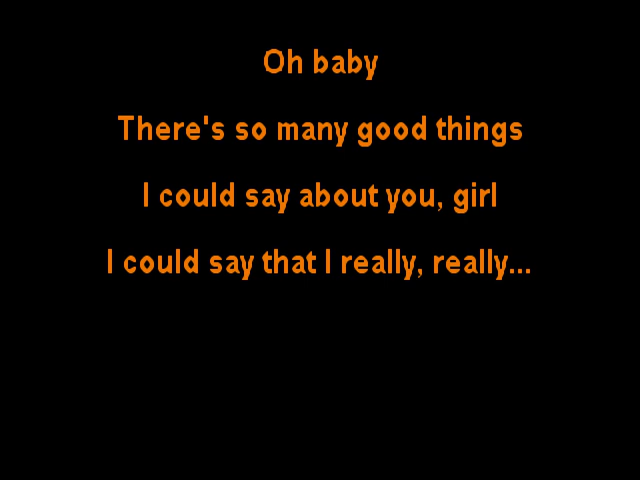 Oh baby
There's so many good things
I could say about you, girl
I could say that I really, really...